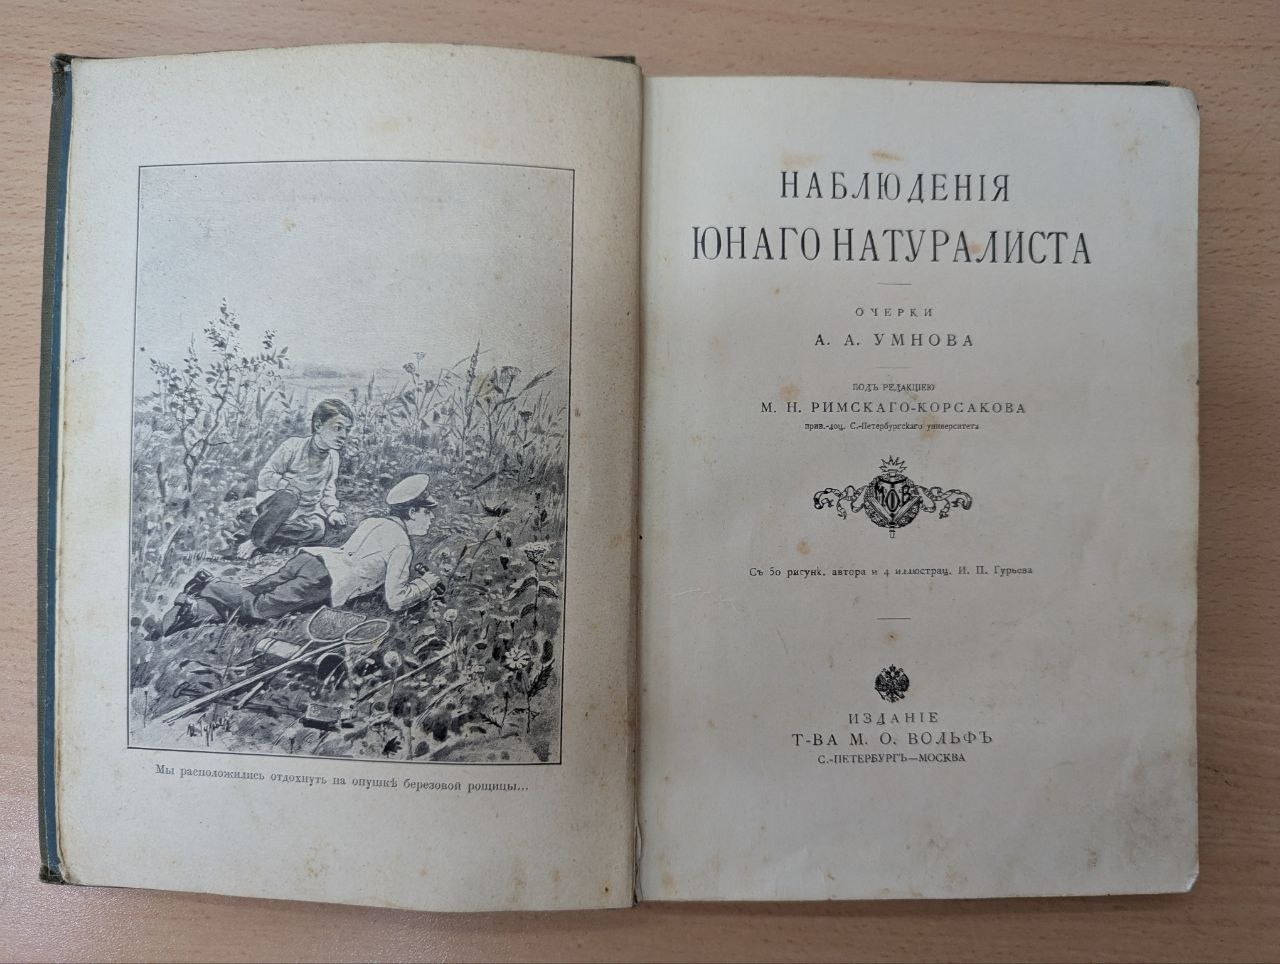 Мы расположились отдохнуть на опушкѣ березовой рощицы...
НАБЛЮДЕНІЯ
ЮНАГО НАТУРАЛИСТА
ОЧЕРКИ
А. А. УМНОВА
ПОДЪ РЕДАКЦІЕЮ
М. Н. РИМСКАГО-КОРСАКОВА
прив.-доц. С.-Петербургскаго университета
М О В
Съ 50 рисунк. автора и 4 иллюстрац. И. П. Гурьева
ИЗДАНІЕ
Т-ВА М. О. ВОЛЬФЪ
С.-ПЕТЕРБУРГЪ—МОСКВА